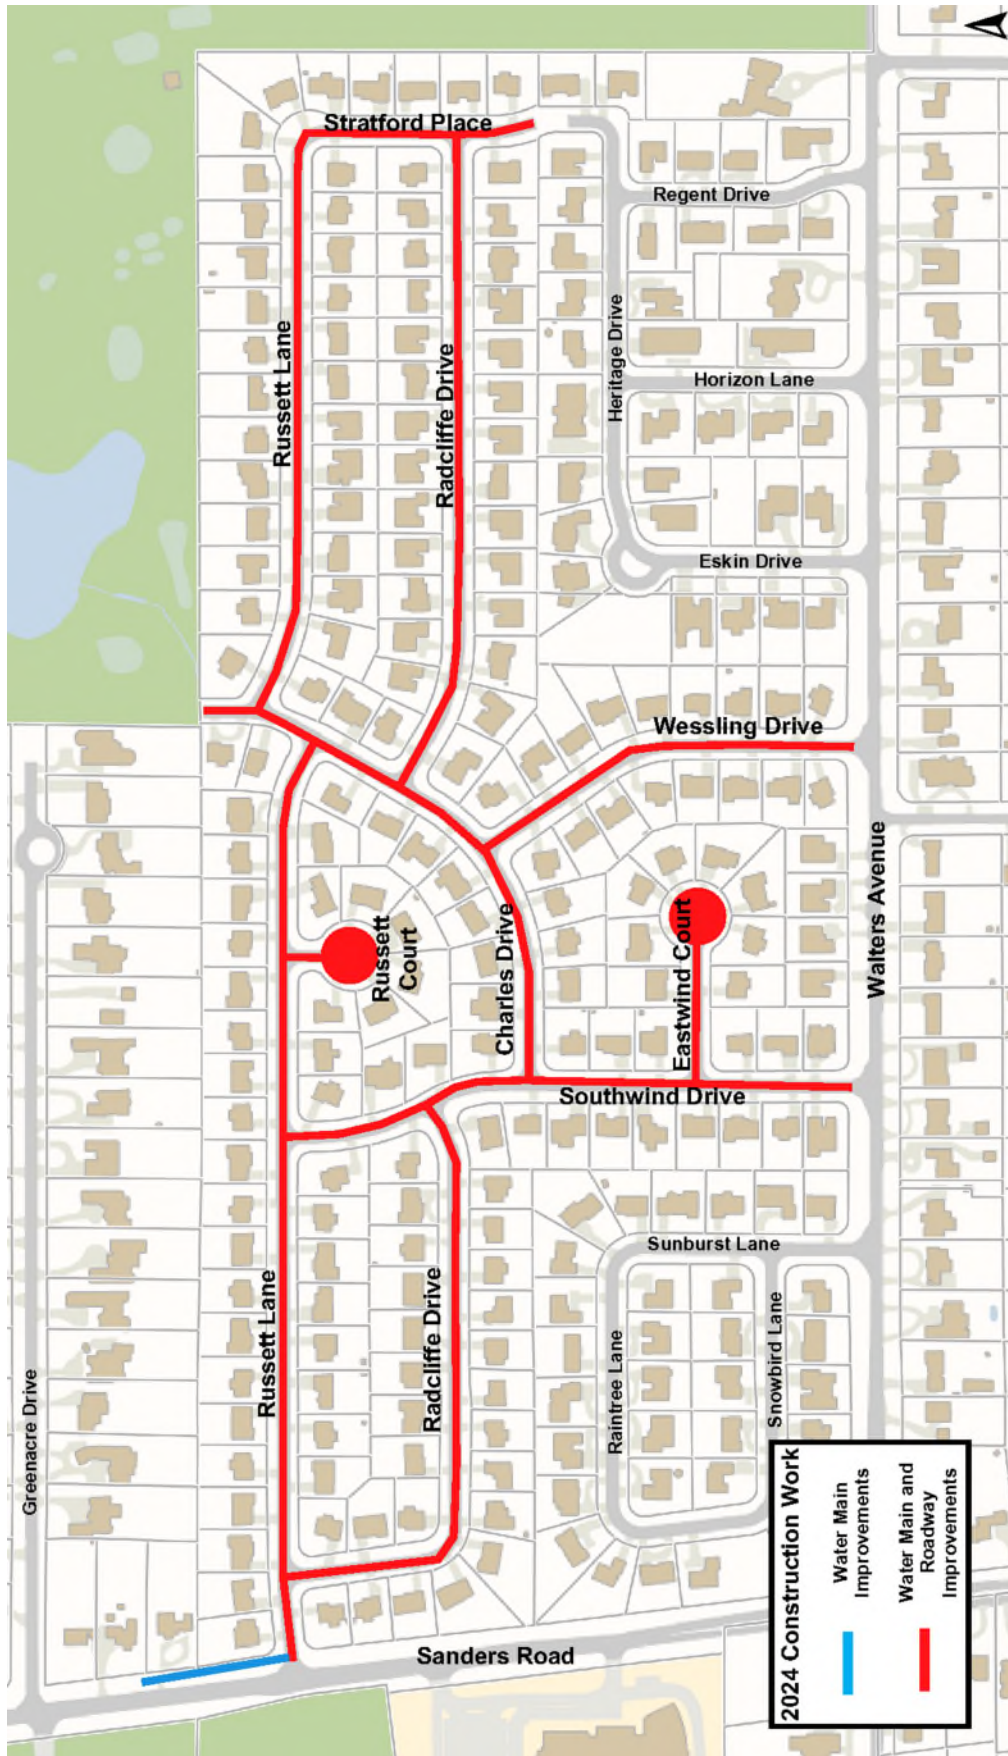 Stratford Place
Regent Drive
Russett Lane
Radcliffe Drive
Heritage Drive
Horizon Lane
Eskin Drive
Wessling Drive
Walters Avenue
Russett
Court
Charles Drive
Eastwind Court
Southwind Drive
Sunburst Lane
Russett Lane
Radcliffe Drive
Raintree Lane
Snowbird Lane
Greenacre Drive
Sanders Road
2024 Construction Work
Water Main
Improvements
Water Main and
Roadway
Improvements